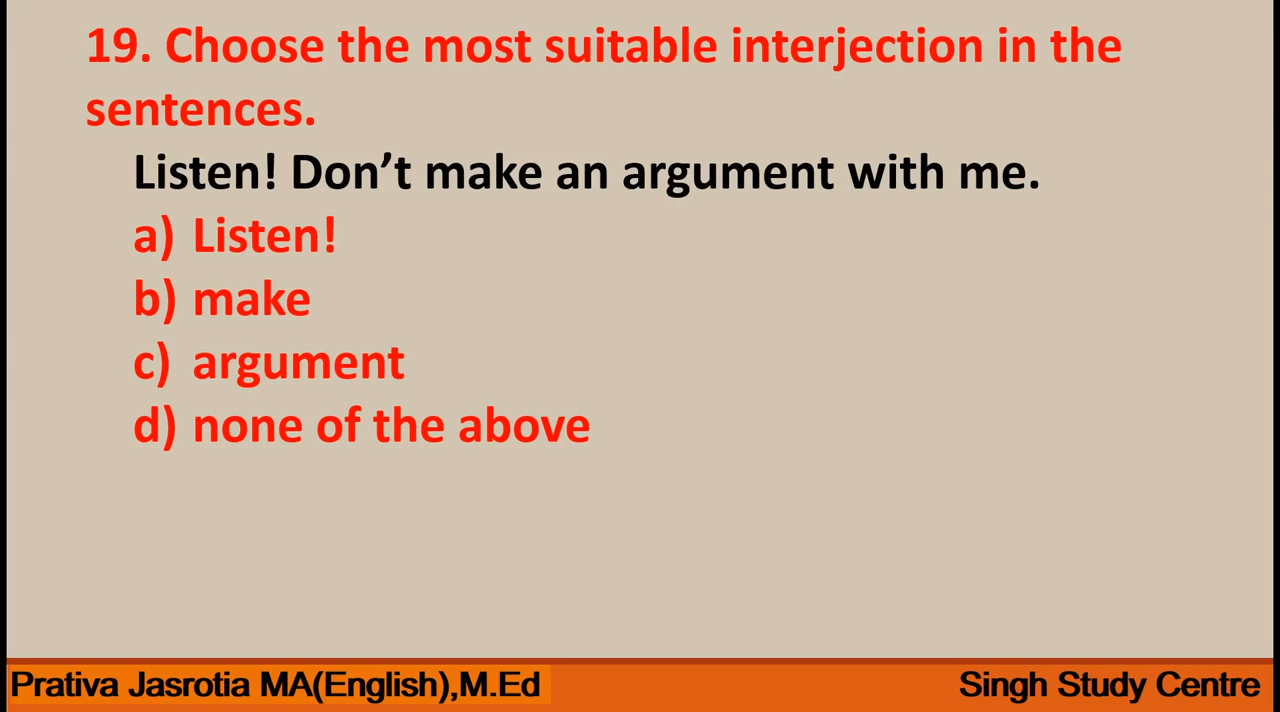 19. Choose the most suitable interjection in the
sentences.
Listen! Don’t make an argument with me.
a) Listen!
b) make
c) argument
d) none of the above
Prativa Jasrotia MA(English),M.Ed
Singh Study Centre